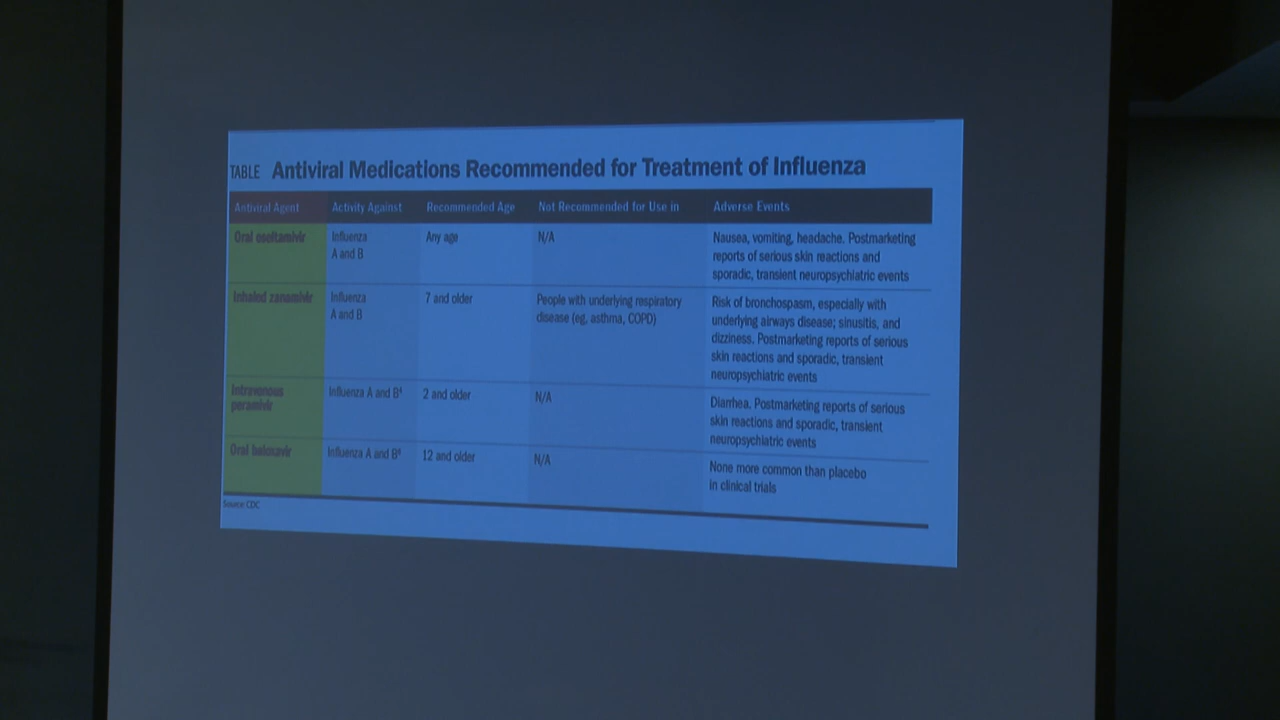 TABLE Antiviral Medications Recommended for Treatment of Influenza
Antiviral Agent Activity Against Recommended Age Not Recommended for Use in Adverse Events
Oral oseltamivir Influenza Any age N/A Nausea, vomiting, headache. Postmarketing
A and B reports of serious skin reactions and
sporadic, transient neuropsychiatric events
Inhaled zanamivir Influenza 7 and older People with underlying respiratory Risk of bronchospasm, especially with
A and B disease (eg, asthma, COPD) underlying airways disease; sinusitis, and
dizziness. Postmarketing reports of serious
skin reactions and sporadic, transient
neuropsychiatric events
Intravenous Influenza A and B 2 and older N/A Diarrhea. Postmarketing reports of serious
peramivir skin reactions and sporadic, transient
neuropsychiatric events
Oral baloxavir Influenza A and B 12 and older N/A None more common than placebo
in clinical trials
Source CDC